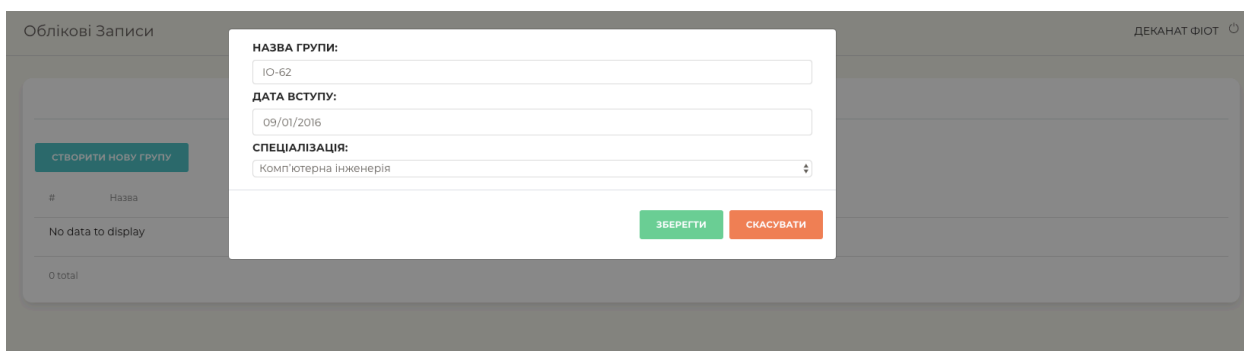 Облікові Записи
ДЕКАНАТ ФІОТ
НАЗВА ГРУПИ:
ІО-62
ДАТА ВСТУПУ:
09/01/2016
СПЕЦІАЛІЗАЦІЯ:
Комп'ютерна інженерія
ЗБЕРЕГТИ СКАСУВАТИ
СТВОРИТИ НОВУ ГРУПУ
# Назва
No data to display
0 total